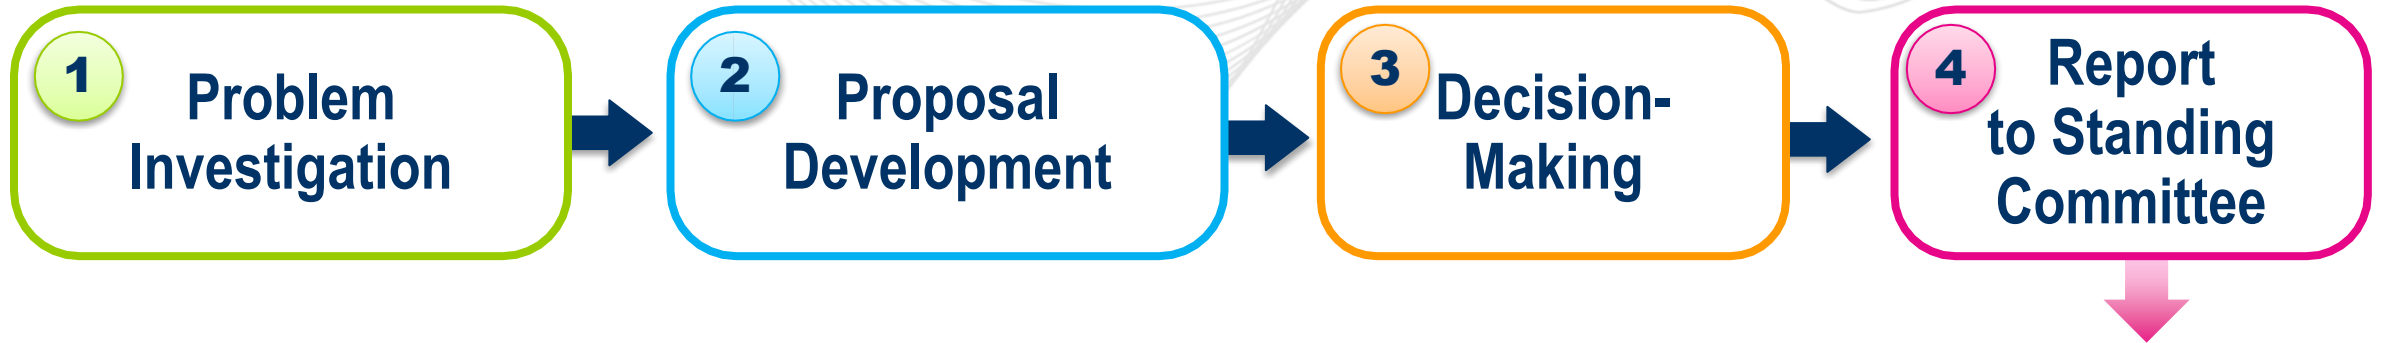 1
Problem
Investigation
2
Proposal
Development
3
Decision-
Making
4
Report
to Standing
Committee